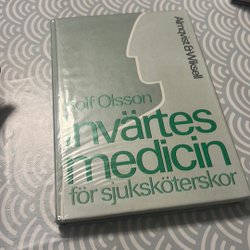 Almqvist & Wiksell
Rolf Olsson
Invärtes
medicin
för sjuksköterskor